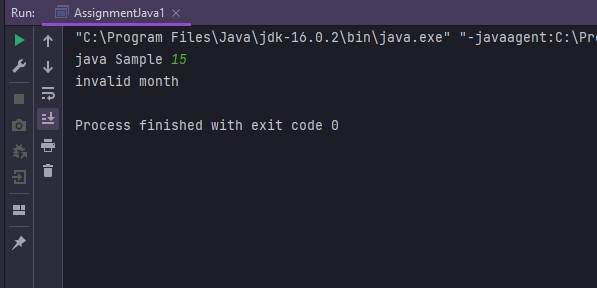 Run: AssignmentJava1
"C:\Program Files\Java\jdk-16.0.2\bin\java.exe" "-javaagent:C:\Pr
java Sample 15
invalid month
Process finished with exit code 0